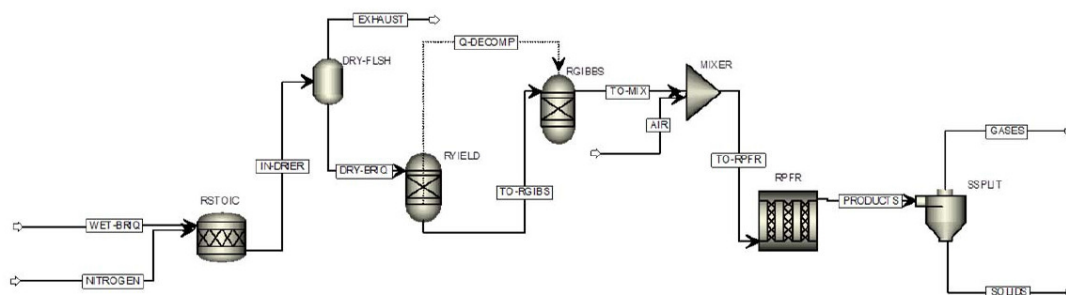 EXHAUST
DRY-FLSH
Q-DECOMP
RGIBBS
MIXER
TO-MIX
AIR
GASES
IN-DRIER
RYIELD
DRY-BRIQ
TO-RGIBS
TO-RPFR
RPFR
SSPLIT
PRODUCTS
RSTOIC
WET-BRIQ
NITROGEN
SOLIDS